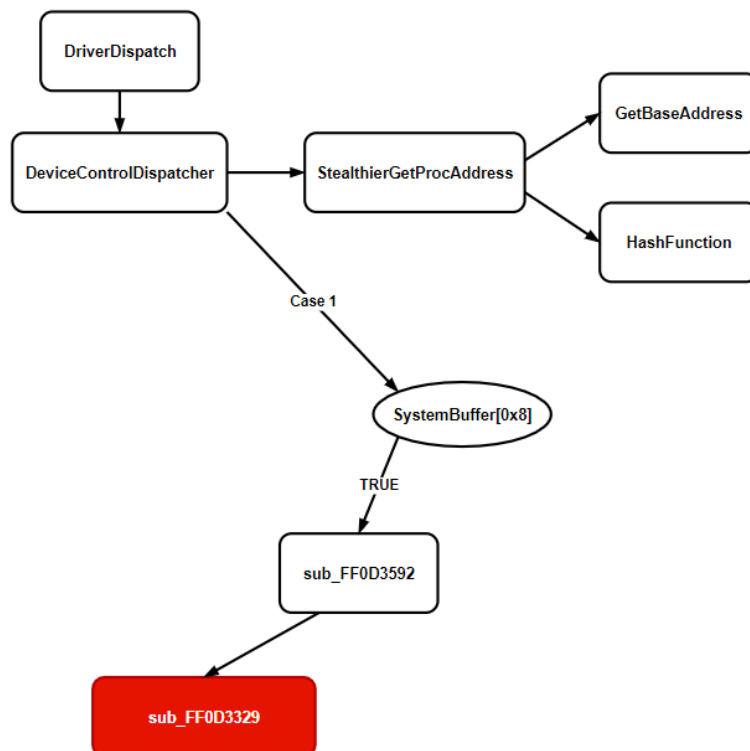 DriverDispatch
GetBaseAddress
DeviceControlDispatcher
StealthierGetProcAddress
HashFunction
Case 1
SystemBuffer[0x8]
TRUE
sub_FF0D3592
sub_FF0D3329